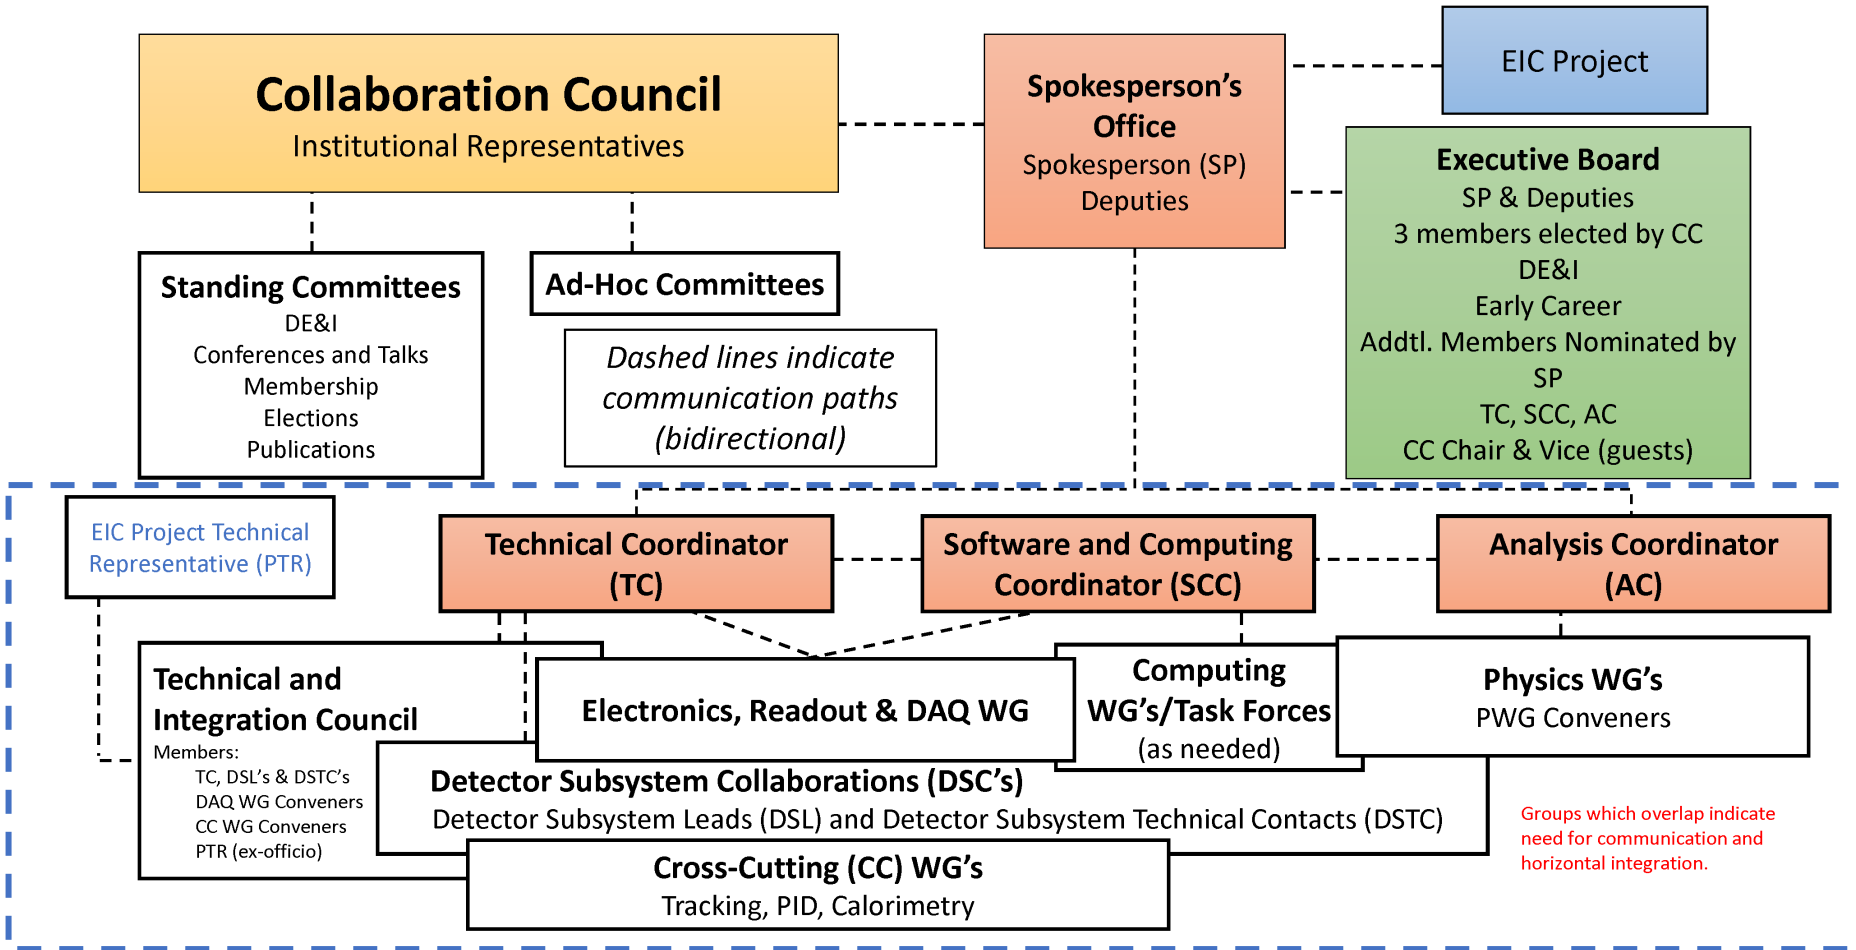 Collaboration Council
Institutional Representatives
Spokesperson's
Office
Spokesperson (SP)
Deputies
EIC Project
Executive Board
SP & Deputies
3 members elected by CC
DE&I
Early Career
Addtl. Members Nominated by
SP
TC, SCC, AC
CC Chair & Vice (guests)
Standing Committees
DE&I
Conferences and Talks
Membership
Elections
Publications
Ad-Hoc Committees
Dashed lines indicate
communication paths
(bidirectional)
EIC Project Technical
Representative (PTR)
Technical Coordinator
(TC)
Software and Computing
Coordinator (SCC)
Analysis Coordinator
(AC)
Technical and
Integration Council
Members:
TC, DSL's & DSTC's
DAQ WG Conveners
CC WG Conveners
PTR (ex-officio)
Electronics, Readout & DAQ WG
Computing
WG's/Task Forces
(as needed)
Physics WG's
PWG Conveners
Detector Subsystem Collaborations (DSC's)
Detector Subsystem Leads (DSL) and Detector Subsystem Technical Contacts (DSTC)
Cross-Cutting (CC) WG's
Tracking, PID, Calorimetry
Groups which overlap indicate
need for communication and
horizontal integration.